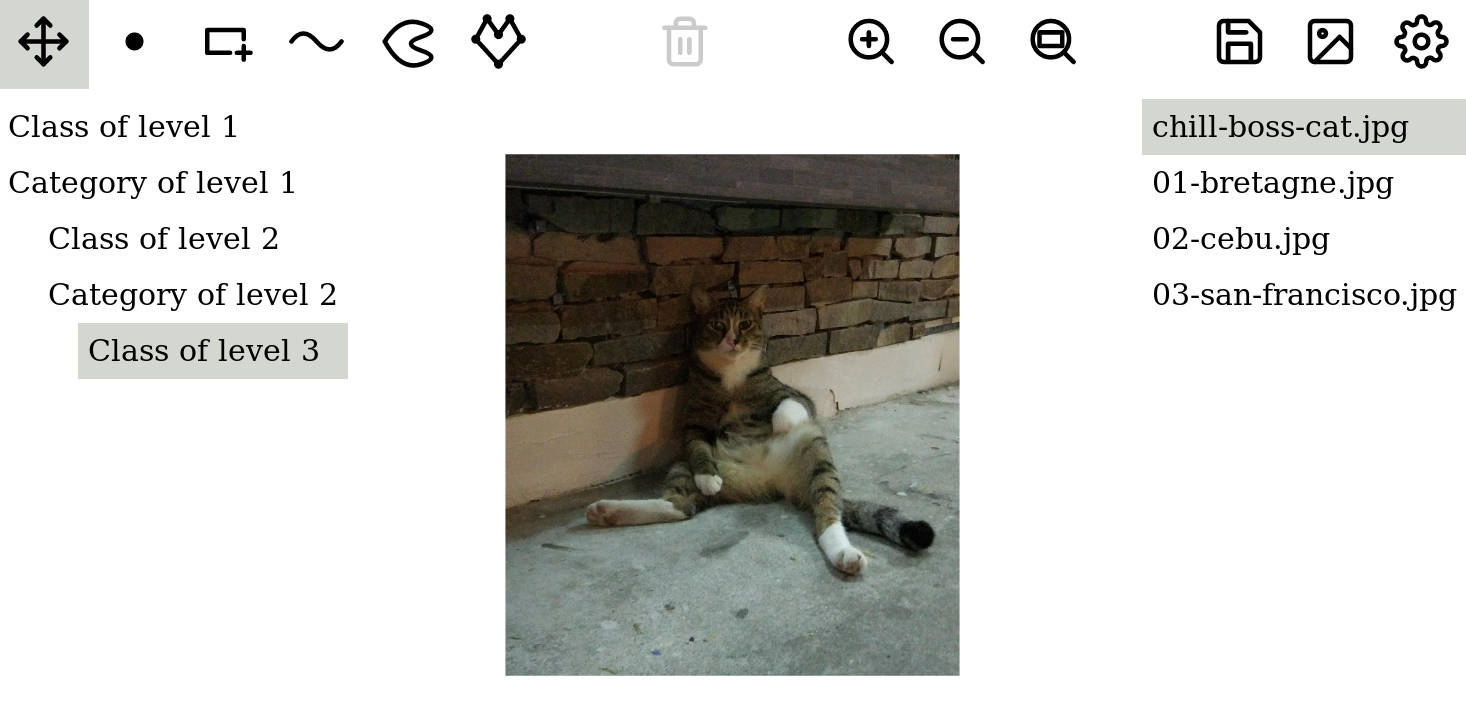 Class of level 1
Category of level 1
Class of level 2
Category of level 2
Class of level 3
chill-boss-cat.jpg
01-bretagne.jpg
02-cebu.jpg
03-san-francisco.jpg